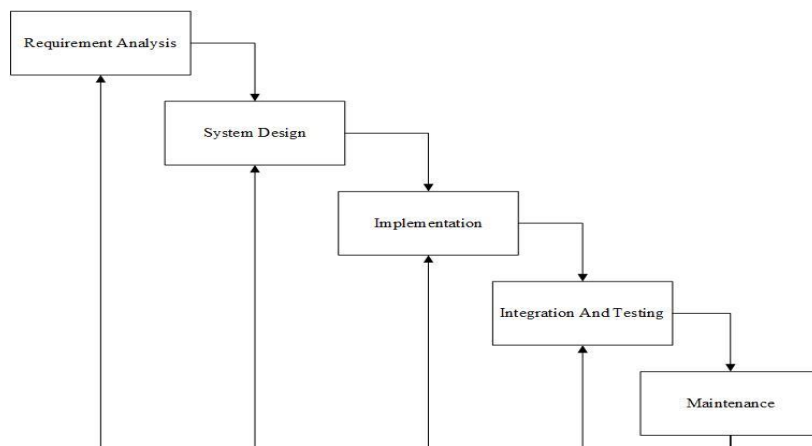 Requirement Analysis
System Design
Implementation
Integration And Testing
Maintenance